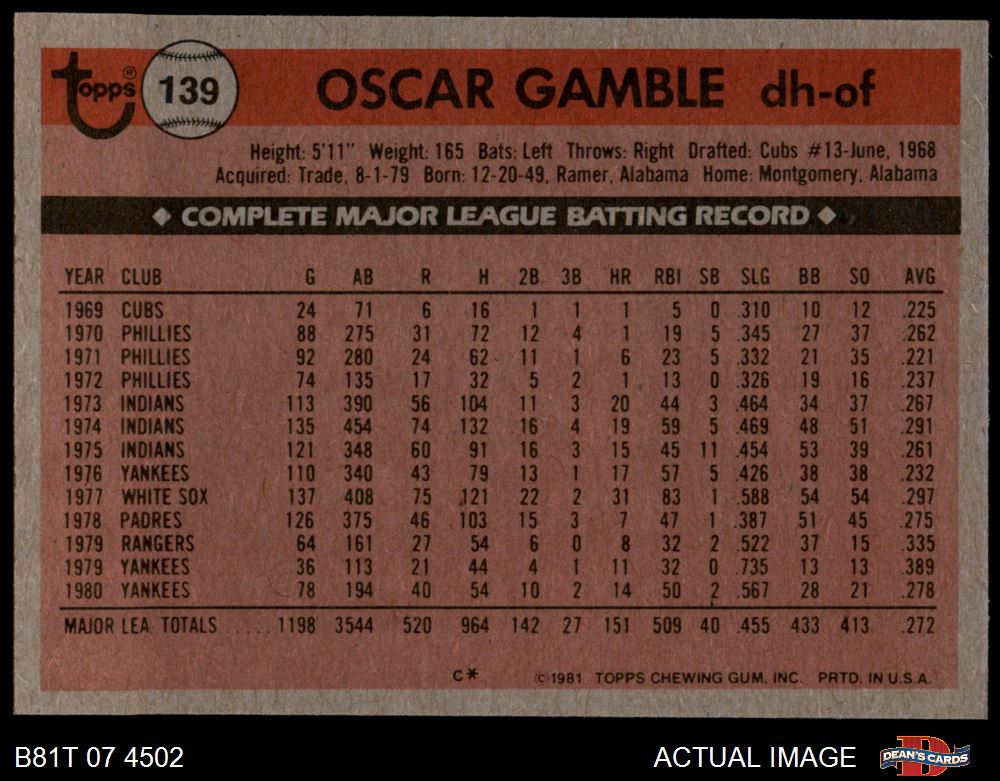 Topps® 139 OSCAR GAMBLE dh-of
Height: 5'11" Weight: 165 Bats: Left Throws: Right Drafted: Cubs #13-June, 1968
Acquired: Trade, 8-1-79 Born: 12-20-49, Ramer, Alabama Home: Montgomery, Alabama
◆ COMPLETE MAJOR LEAGUE BATTING RECORD ◆
YEAR CLUB G AB R H 2B 3B HR RBI SB SLG BB SO AVG
1969 CUBS 24 71 6 16 1 1 1 5 0 .310 10 12 .225
1970 PHILLIES 88 275 31 72 12 4 1 19 5 .345 27 37 .262
1971 PHILLIES 92 280 24 62 11 1 6 23 5 .332 21 35 .221
1972 PHILLIES 74 135 17 32 5 2 1 13 0 .326 19 16 .237
1973 INDIANS 113 390 56 104 11 3 20 44 3 .464 34 37 .267
1974 INDIANS 135 454 74 132 16 4 19 59 5 .469 48 51 .291
1975 INDIANS 121 348 60 91 16 3 15 45 11 .454 53 39 .261
1976 YANKEES 110 340 43 79 13 1 17 57 5 .426 38 38 .232
1977 WHITE SOX 137 408 75 121 22 2 31 83 1 .588 54 54 .297
1978 PADRES 126 375 46 103 15 3 7 47 1 .387 51 45 .275
1979 RANGERS 64 161 27 54 6 0 8 32 2 .522 37 15 .335
1979 YANKEES 36 113 21 44 4 1 11 32 0 .735 13 13 .389
1980 YANKEES 78 194 40 54 10 2 14 50 2 .567 28 21 .278
MAJOR LEA. TOTALS ..... 1198 3544 520 964 142 27 151 509 40 .455 433 413 .272
C* ©1981 TOPPS CHEWING GUM, INC. PRTD. IN U.S.A.
B81T 07 4502 ACTUAL IMAGE DEAN'S CARDS